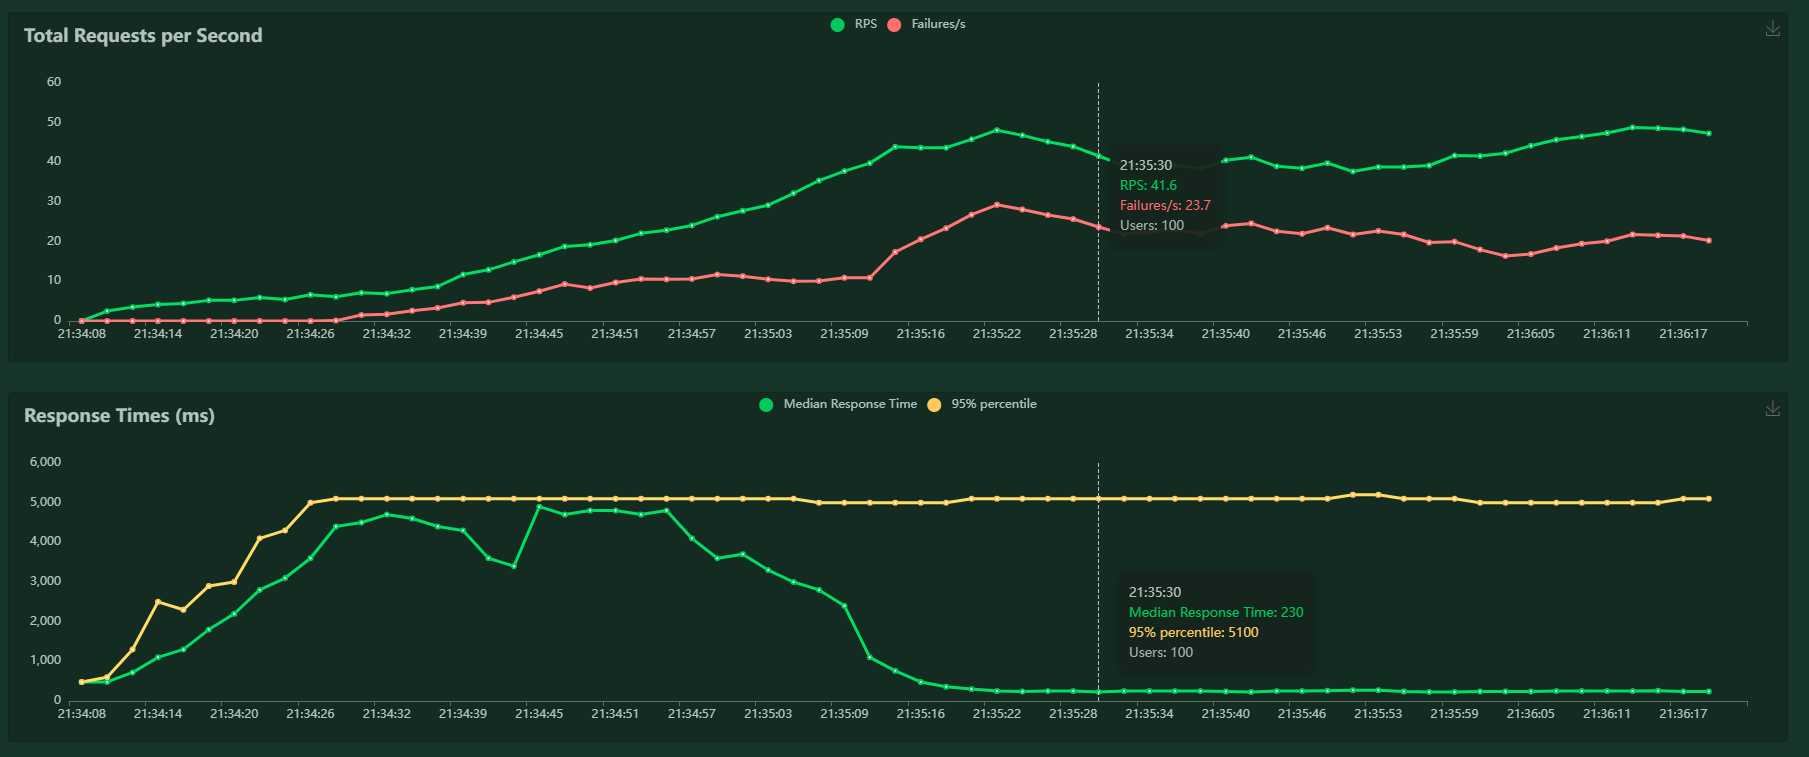 Total Requests per Second
RPS Failures/s
60
50
40
30
20
10
0
21:35:30
RPS: 41.6
Failures/s: 23.7
Users: 100
21:34:08 21:34:14 21:34:20 21:34:26 21:34:32 21:34:39 21:34:45 21:34:51 21:34:57 21:35:03 21:35:09 21:35:16 21:35:22 21:35:28 21:35:34 21:35:40 21:35:46 21:35:53 21:35:59 21:36:05 21:36:11 21:36:17
Response Times (ms)
Median Response Time 95% percentile
6,000
5,000
4,000
3,000
2,000
1,000
0
21:35:30
Median Response Time: 230
95% percentile: 5100
Users: 100
21:34:08 21:34:14 21:34:20 21:34:26 21:34:32 21:34:39 21:34:45 21:34:51 21:34:57 21:35:03 21:35:09 21:35:16 21:35:22 21:35:28 21:35:34 21:35:40 21:35:46 21:35:53 21:35:59 21:36:05 21:36:11 21:36:17